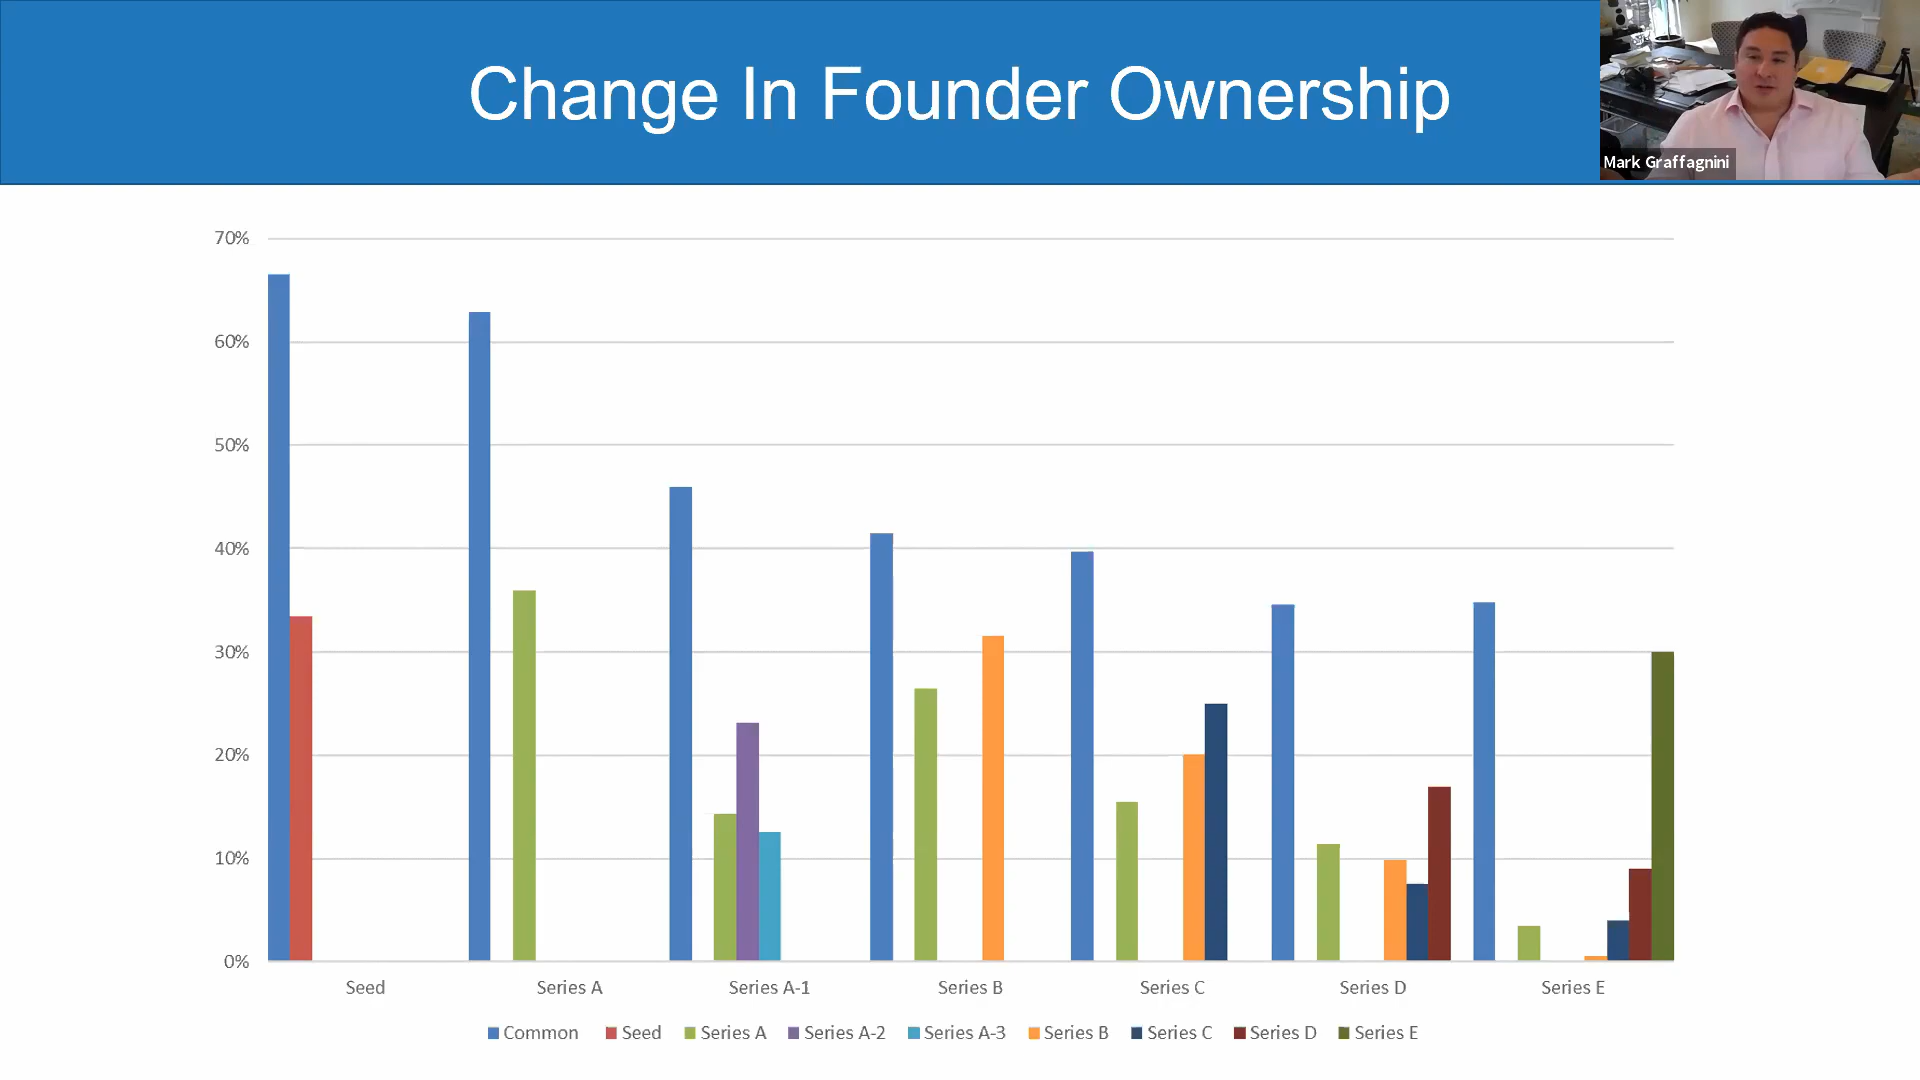 Change In Founder Ownership
Mark Graffagnini
70%
60%
50%
40%
30%
20%
10%
0%
Seed Series A Series A-1 Series B Series C Series D Series E
Common Seed Series A Series A-2 Series A-3 Series B Series C Series D Series E